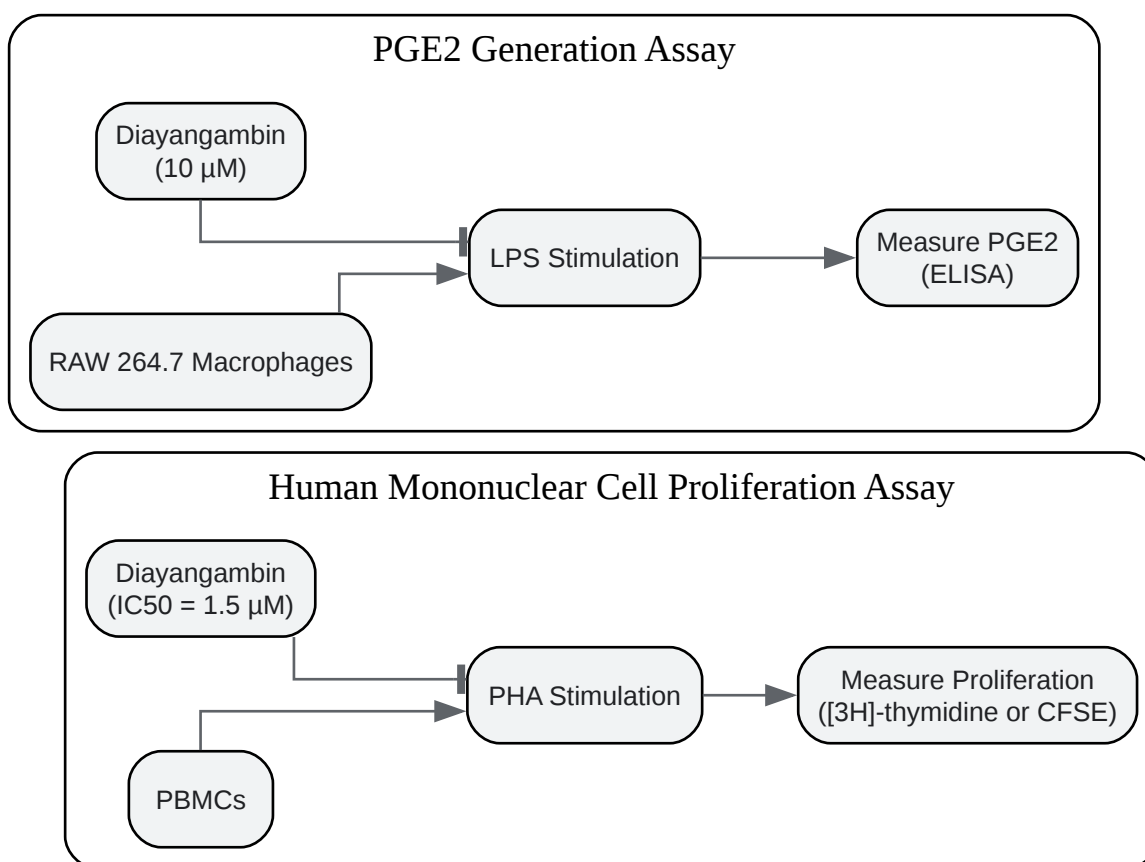 PGE2 Generation Assay
Diayangambin
(10 µM)
LPS Stimulation
Measure PGE2
(ELISA)
RAW 264.7 Macrophages
Human Mononuclear Cell Proliferation Assay
Diayangambin
(IC50 = 1.5 µM)
PHA Stimulation
Measure Proliferation
([3H]-thymidine or CFSE)
PBMCs